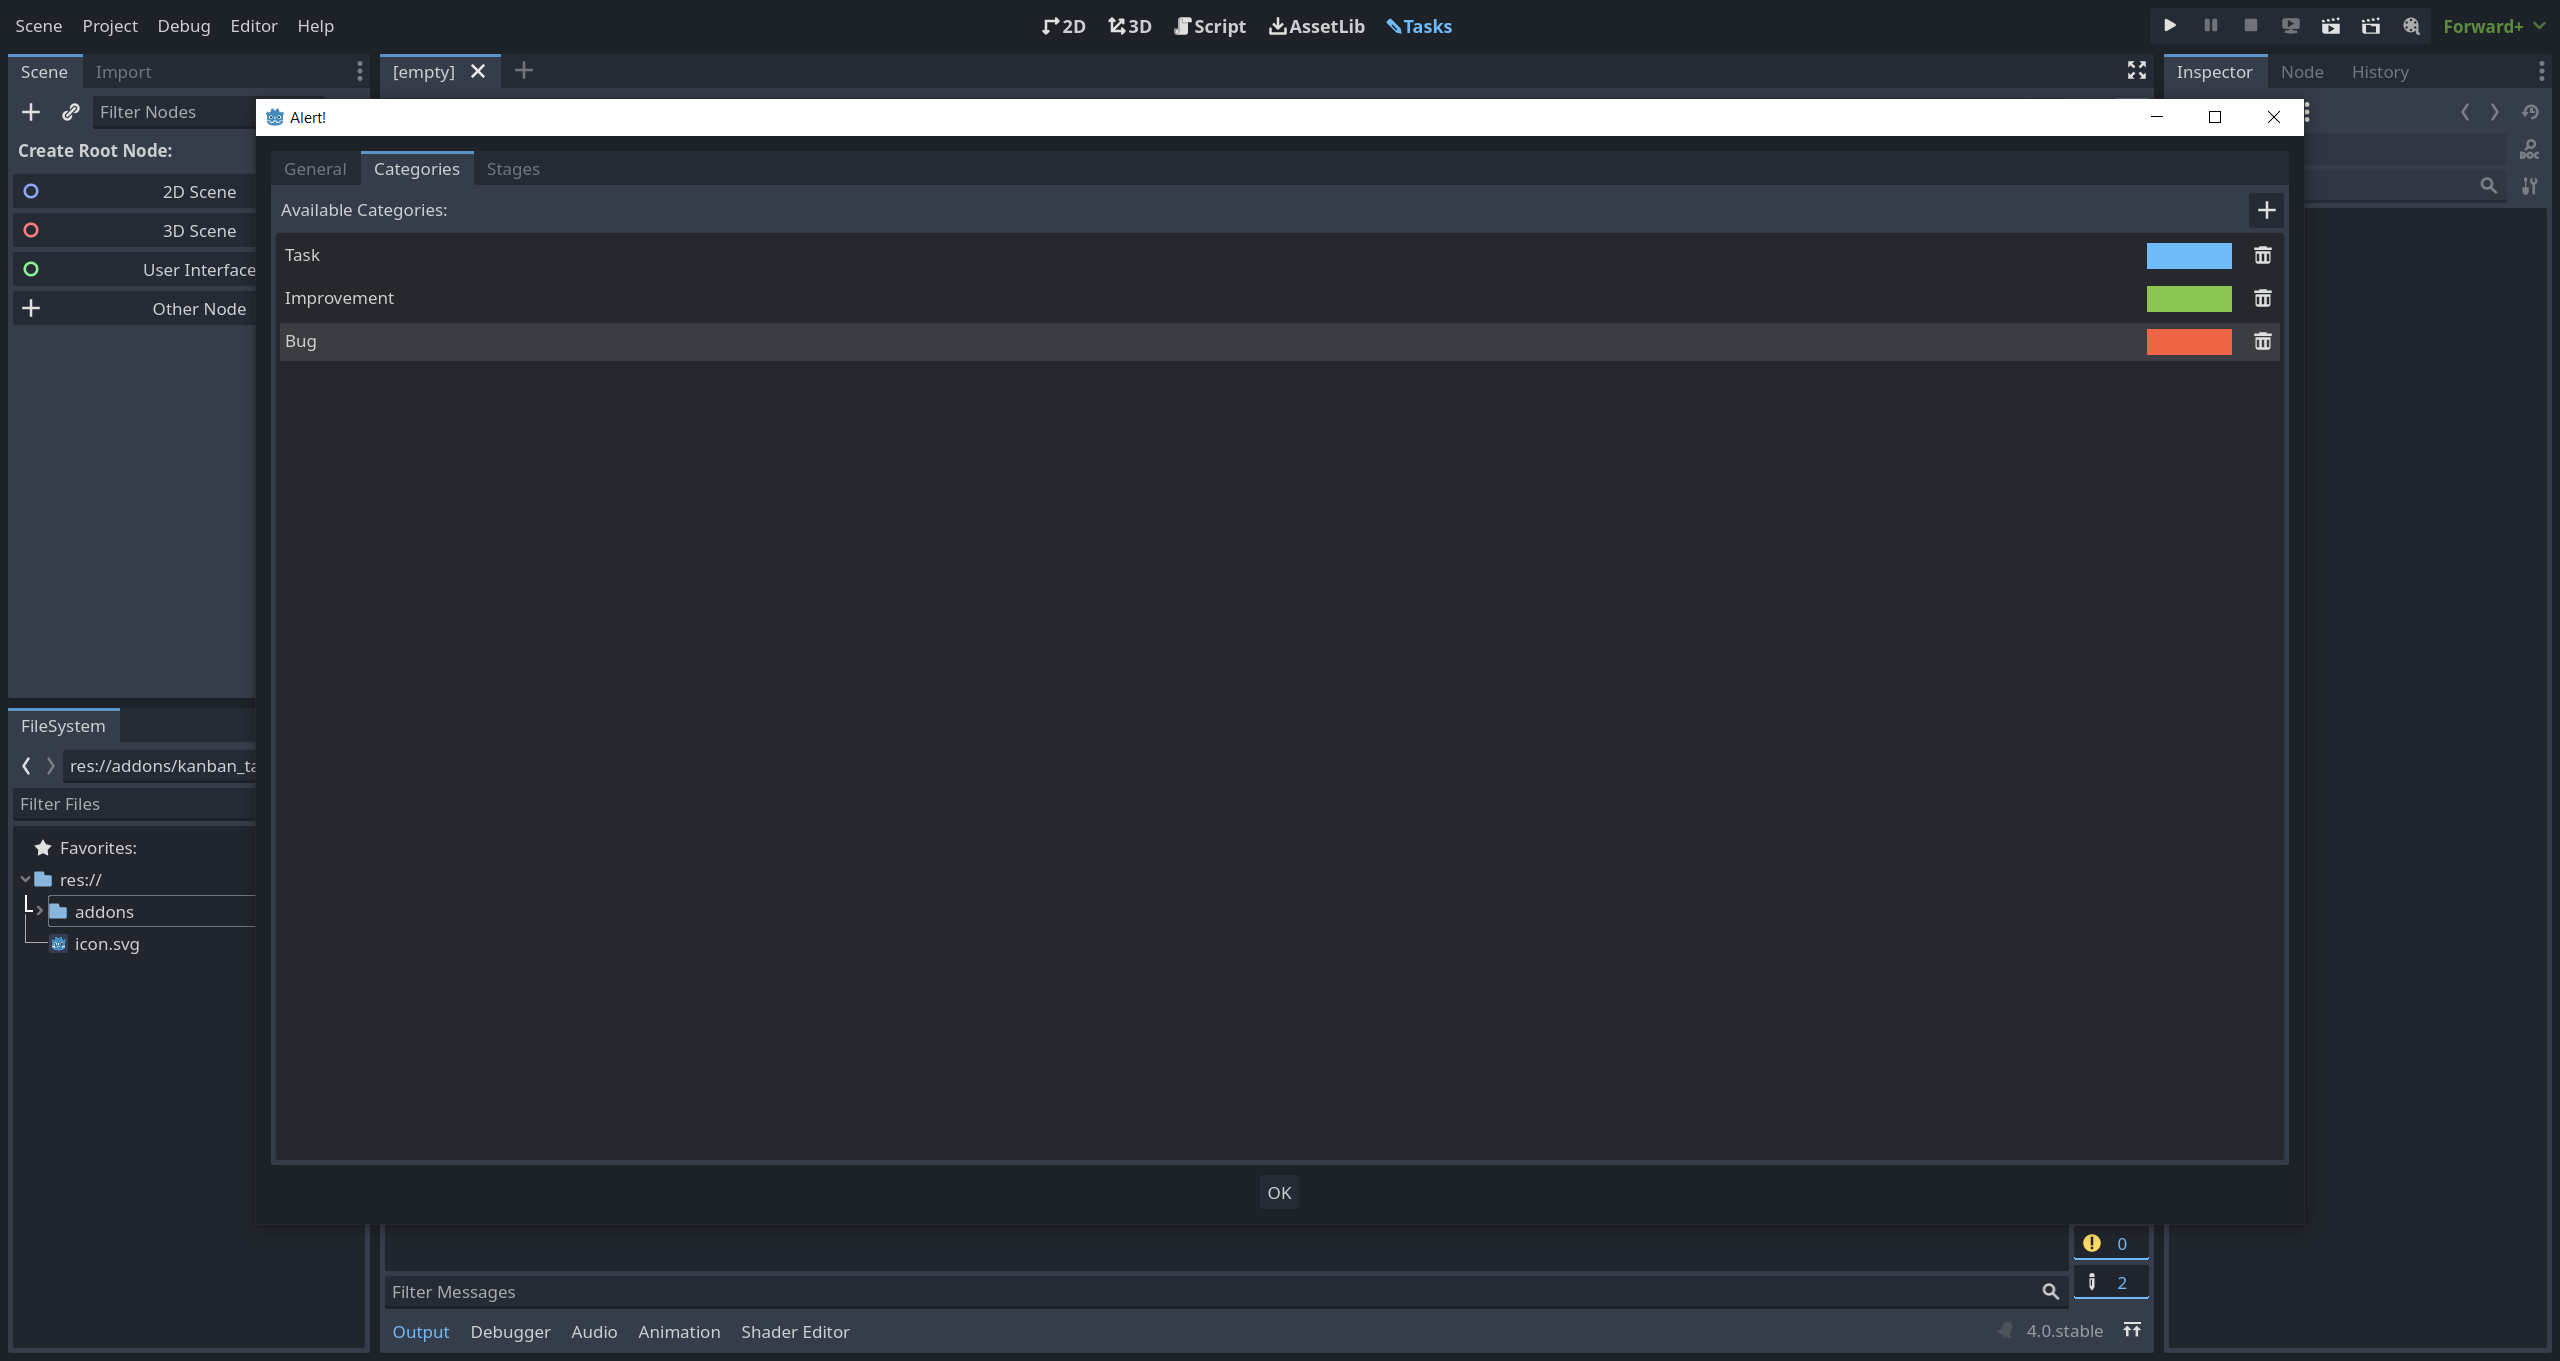 Scene Project Debug Editor Help
2D 3D Script AssetLib Tasks
Forward+
Scene Import
[empty]
Inspector Node History
Filter Nodes
Create Root Node:
2D Scene
3D Scene
User Interface
Other Node
Alert!
General Categories Stages
Available Categories:
Task
Improvement
Bug
OK
DOC
FileSystem
res://addons/kanban_ta
Filter Files
Favorites:
res://
addons
icon.svg
0
2
Filter Messages
Output Debugger Audio Animation Shader Editor
4.0.stable